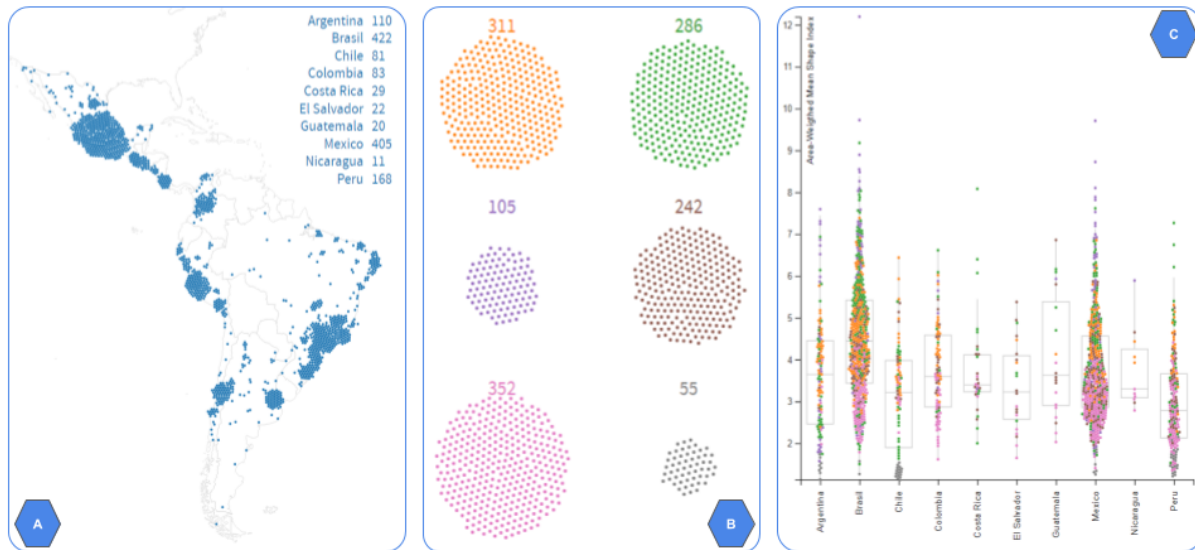 Argentina 110
Brasil 422
Chile 81
Colombia 83
Costa Rica 29
El Salvador 22
Guatemala 20
Mexico 405
Nicaragua 11
Peru 168
A
311
286
105
242
352
55
B
C
Area-Weigthed Mean Shape Index
12
11
10
9
8
7
6
5
4
3
2
Argentina
Brasil
Chile
Colombia
Costa Rica
El Salvador
Guatemala
Mexico
Nicaragua
Peru